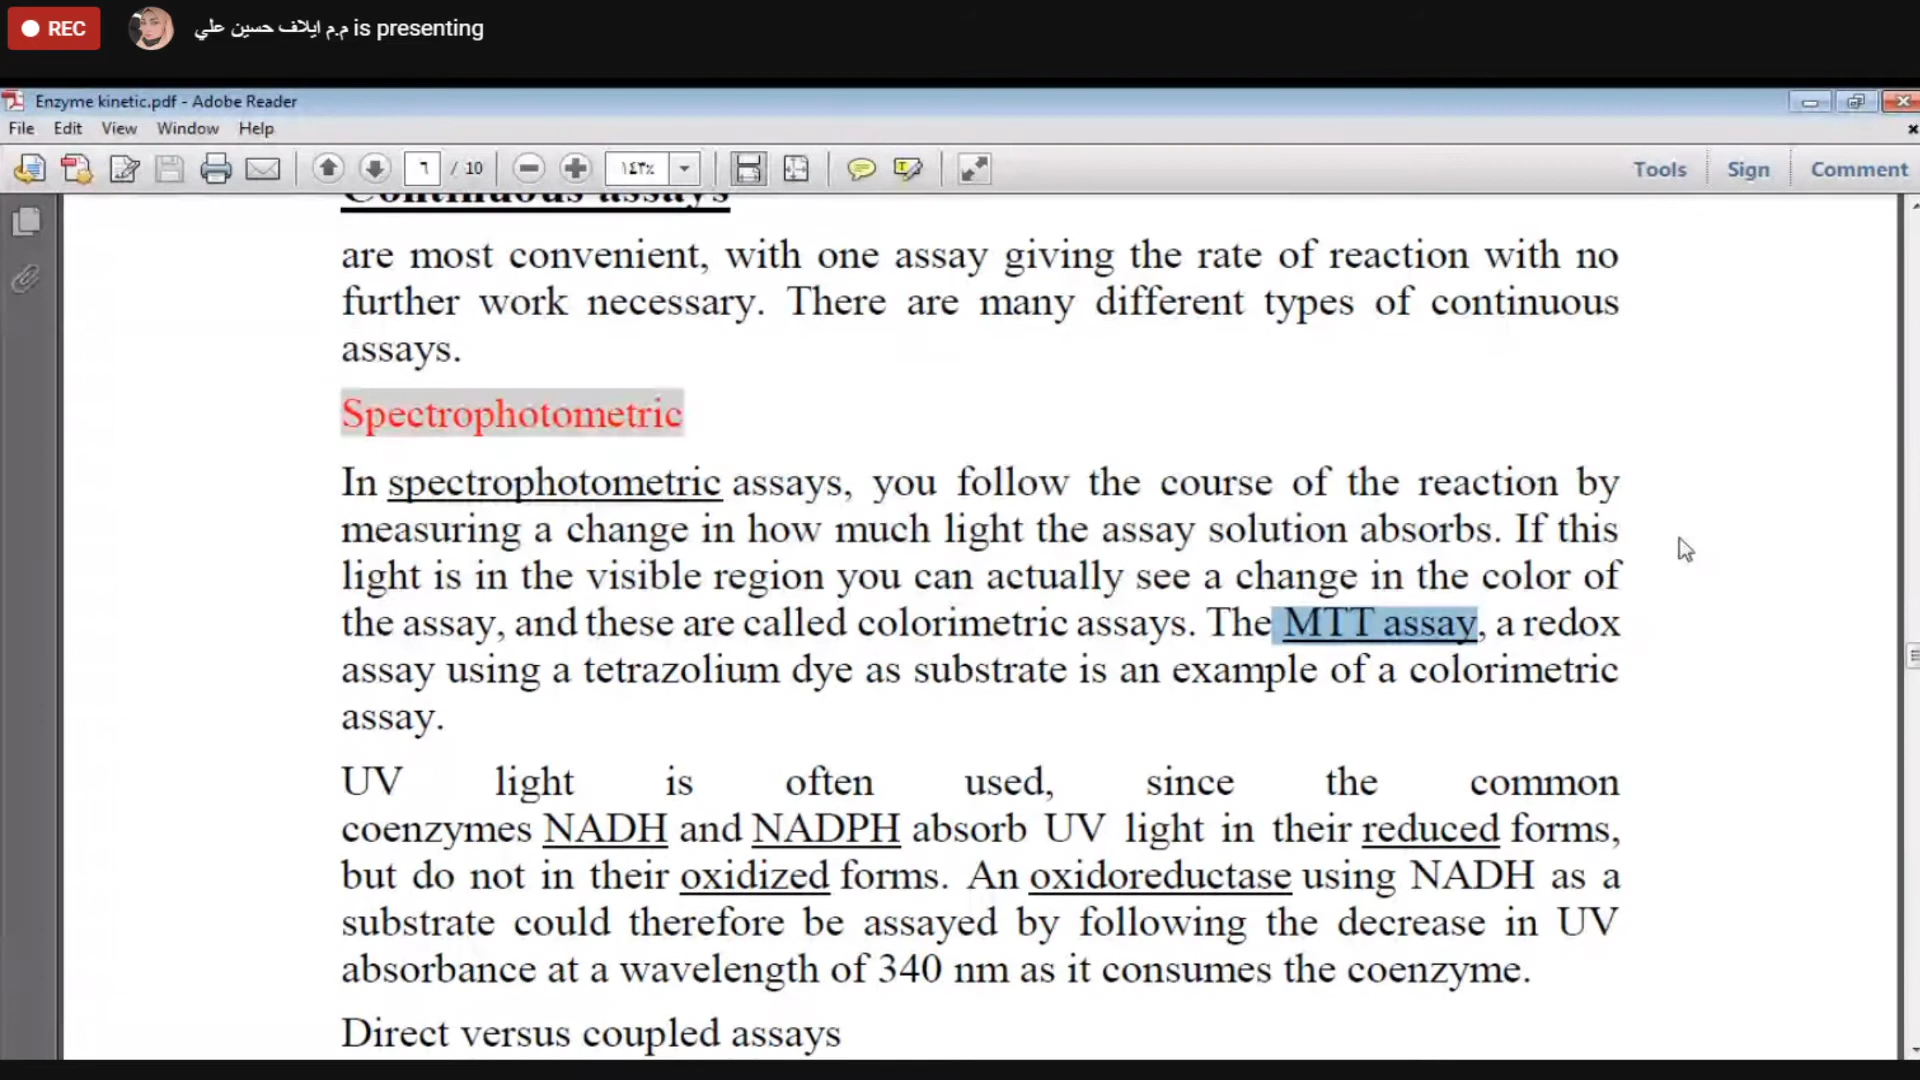 REC
م.م ايلاف حسين علي is presenting
Enzyme kinetic.pdf - Adobe Reader
File Edit View Window Help
٦ / 10 ١٤٣٪ Tools Sign Comment
Continuous assays
are most convenient, with one assay giving the rate of reaction with no
further work necessary. There are many different types of continuous
assays.
Spectrophotometric
In spectrophotometric assays, you follow the course of the reaction by
measuring a change in how much light the assay solution absorbs. If this
light is in the visible region you can actually see a change in the color of
the assay, and these are called colorimetric assays. The MTT assay, a redox
assay using a tetrazolium dye as substrate is an example of a colorimetric
assay.
UV light is often used, since the common
coenzymes NADH and NADPH absorb UV light in their reduced forms,
but do not in their oxidized forms. An oxidoreductase using NADH as a
substrate could therefore be assayed by following the decrease in UV
absorbance at a wavelength of 340 nm as it consumes the coenzyme.
Direct versus coupled assays